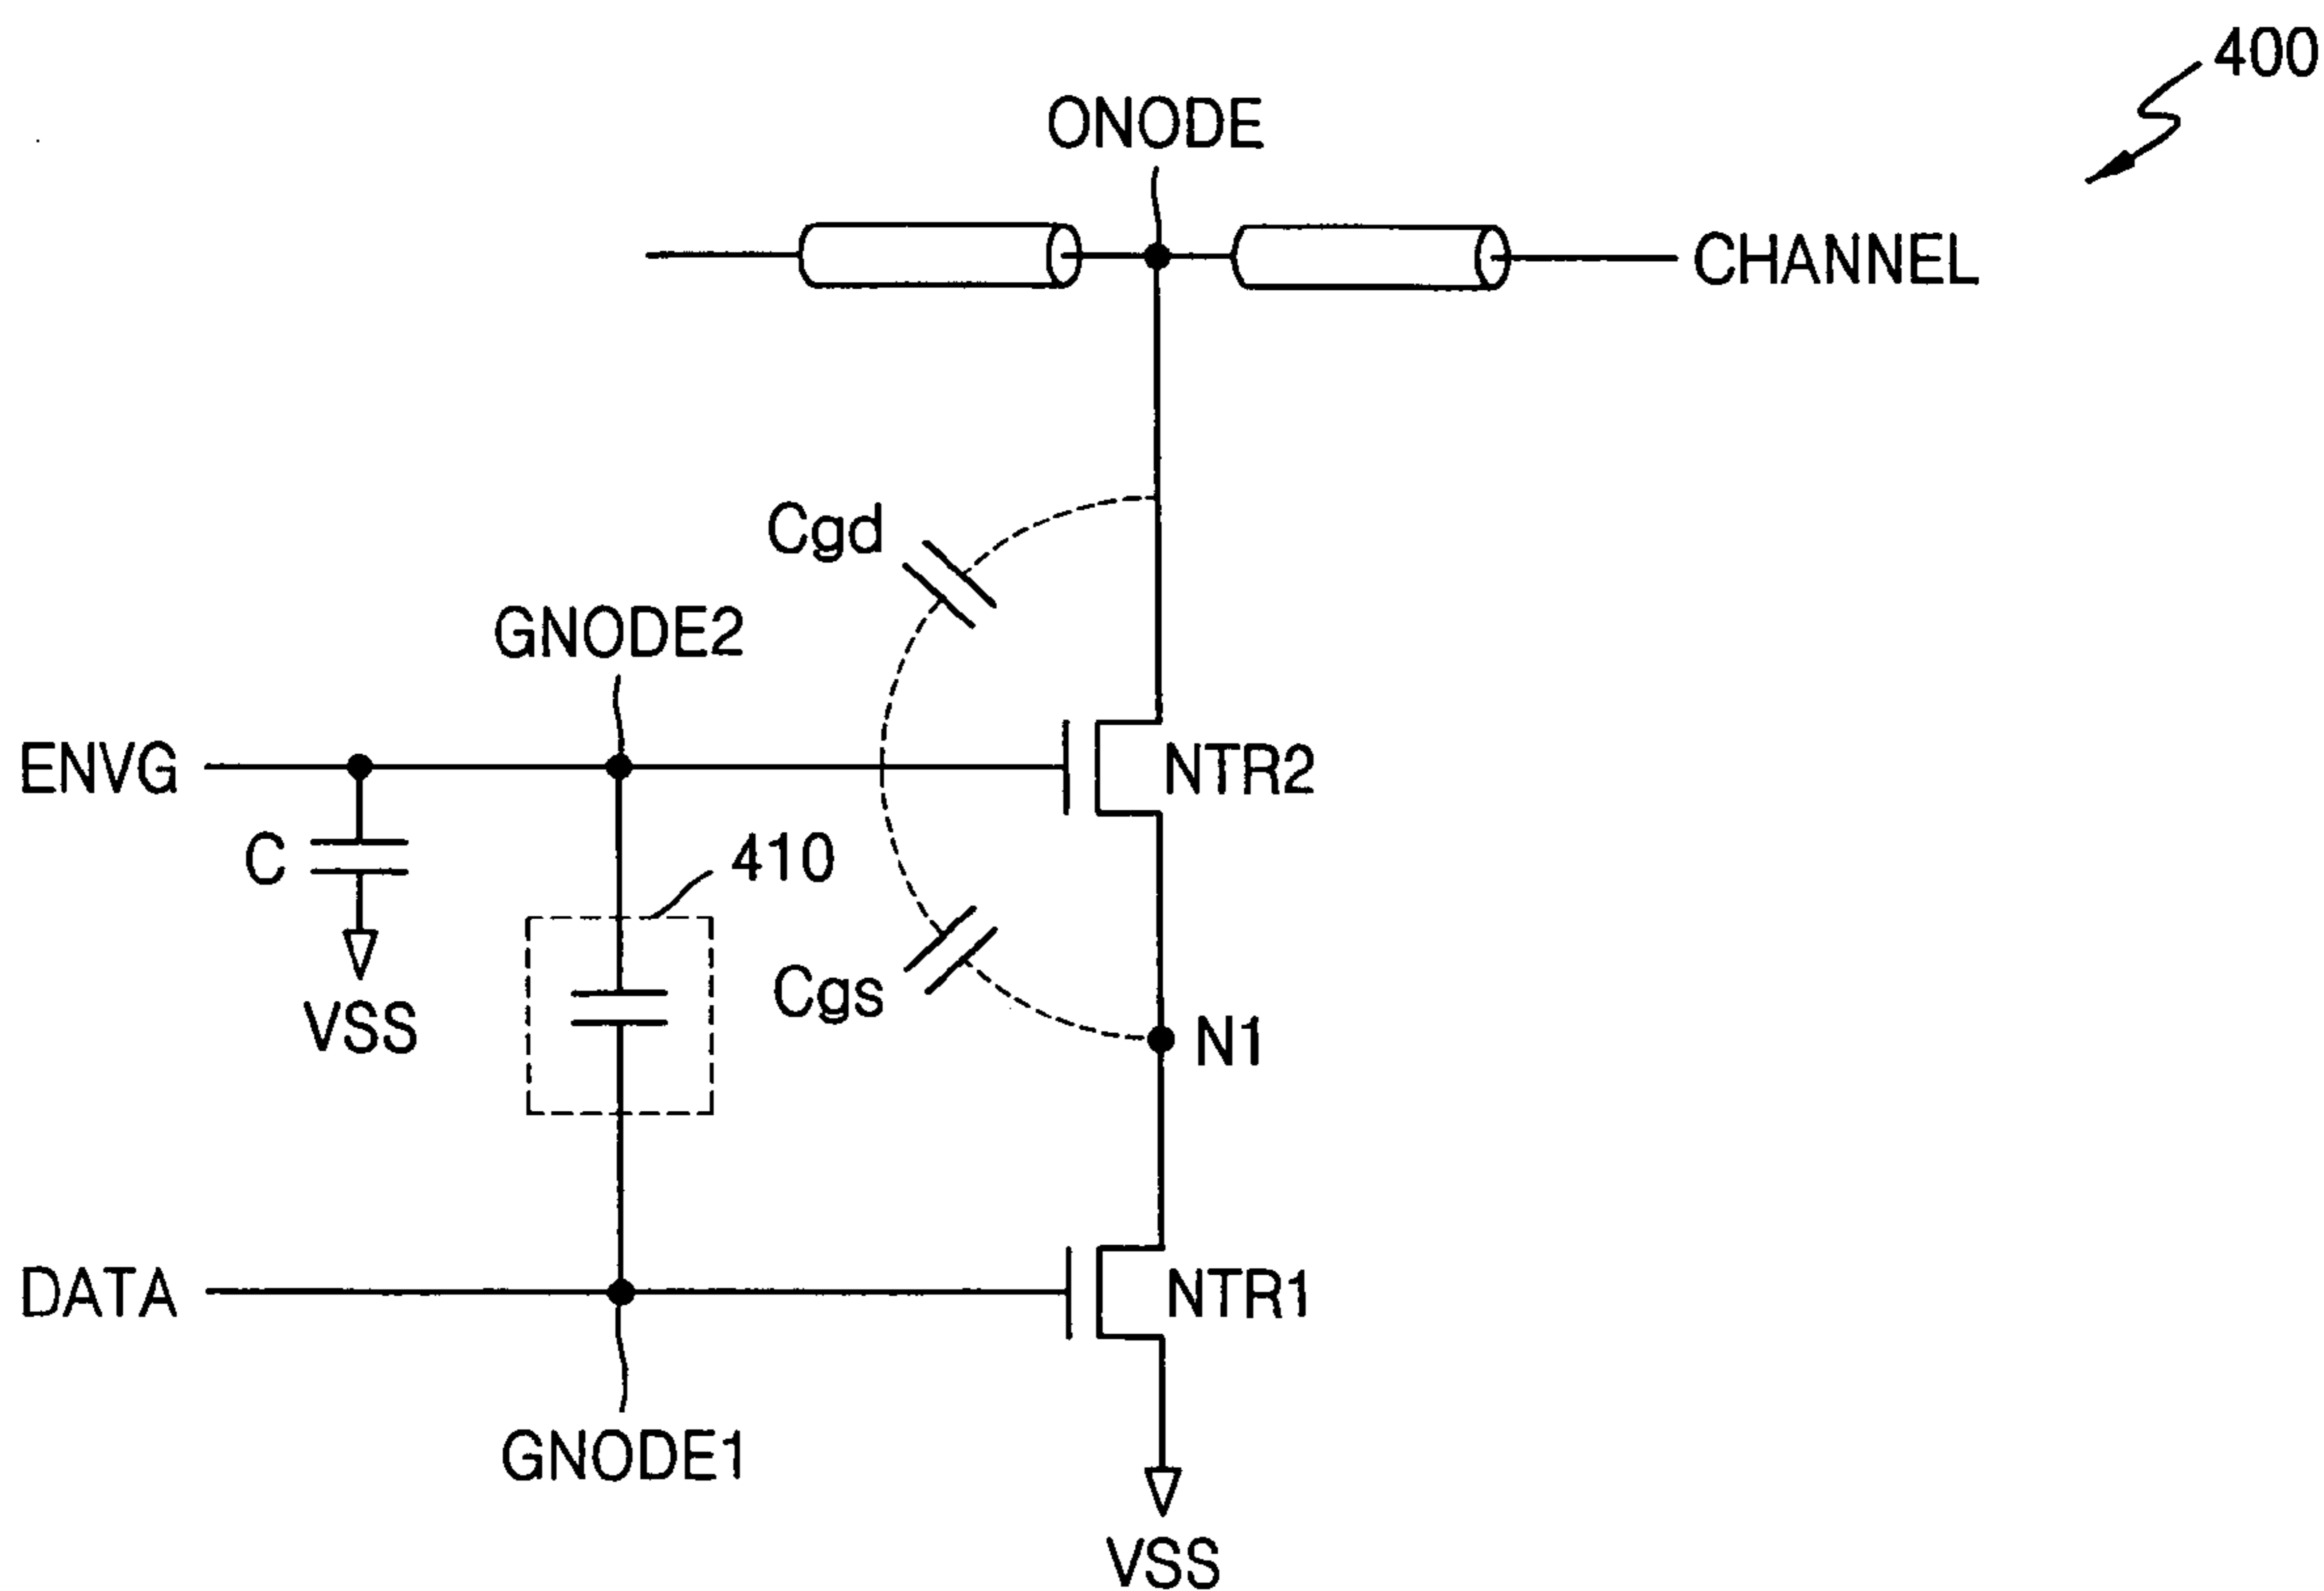 400
ONODE
CHANNEL
Cgd
GNODE2
ENVG
NTR2
C
410
VSS
Cgs
N1
DATA
NTR1
GNODE1
VSS